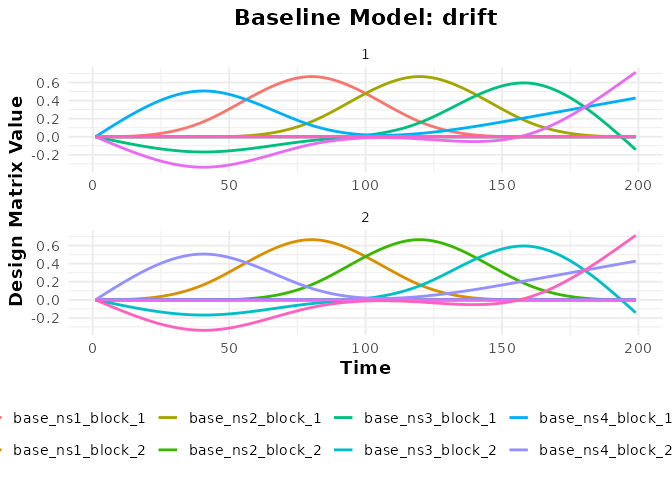 Baseline Model: drift
1
0.6
0.4
0.2
0.0
-0.2
0 50 100 150 200
2
0.6
0.4
0.2
0.0
-0.2
0 50 100 150 200
Design Matrix Value
Time
base_ns1_block_1 base_ns2_block_1 base_ns3_block_1 base_ns4_block_1
base_ns1_block_2 base_ns2_block_2 base_ns3_block_2 base_ns4_block_2